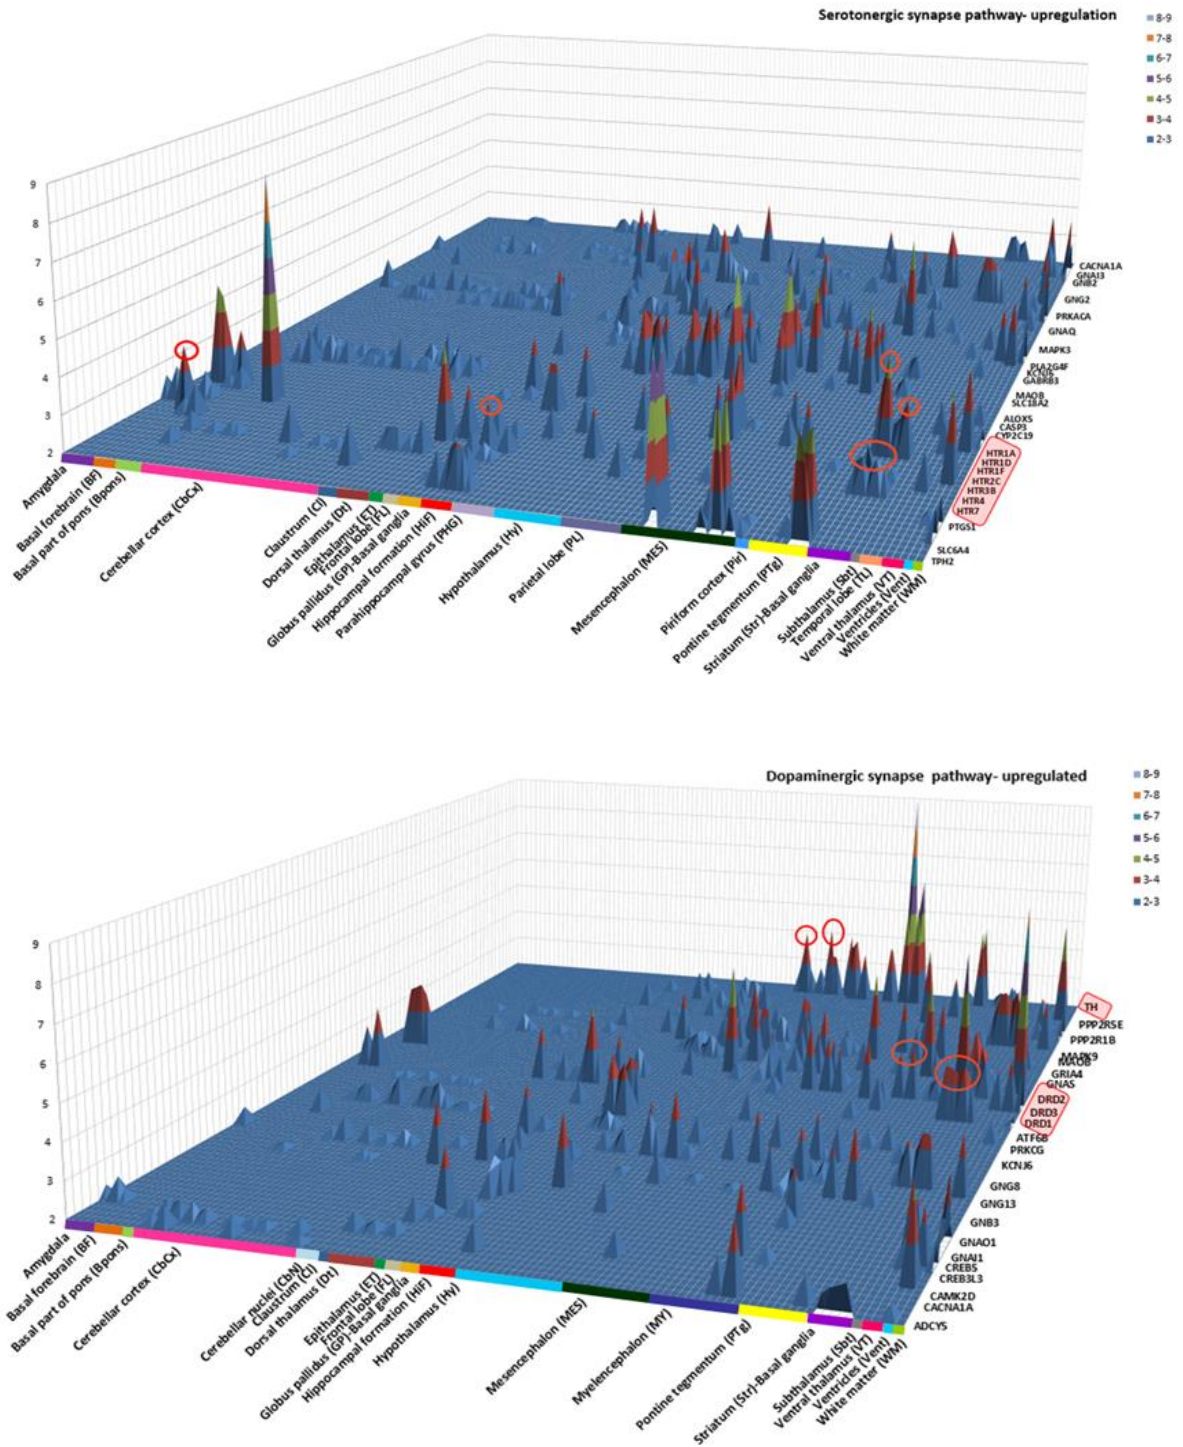 Serotonergic synapse pathway- upregulation
8-9
7-8
6-7
5-6
4-5
3-4
2-3
9
8
7
6
5
4
3
2
CACNA1A
GNAI3
GNB2
GNG2
PRKACA
GNAQ
MAPK3
PLA2G4F
KCNJ6
GABRB3
MAOB
SLC18A2
ALOX5
CASP3
CYP2C19
HTR1A
HTR1D
HTR1F
HTR2C
HTR3B
HTR4
HTR7
PTGS1
SLC6A4
TPH2
Amygdala
Basal forebrain (BF)
Basal part of pons (Bpons)
Cerebellar cortex (CbCx)
Claustrum (Cl)
Dorsal thalamus (Dt)
Epithalamus (ET)
Frontal lobe (FL)
Globus pallidus (GP)-Basal ganglia
Hippocampal formation (HiF)
Parahippocampal gyrus (PHG)
Hypothalamus (Hy)
Parietal lobe (PL)
Mesencephalon (MES)
Piriform cortex (Pir)
Pontine tegmentum (PTg)
Striatum (Str)-Basal ganglia
Subthalamus (Sbt)
Temporal lobe (TL)
Ventral thalamus (VT)
Ventricles (Vent)
White matter (WM)
Dopaminergic synapse pathway- upregulated
8-9
7-8
6-7
5-6
4-5
3-4
2-3
9
8
7
6
5
4
3
2
TH
PPP2R5E
PPP2R1B
MAPK9
MAOB
GRIA4
GNAS
DRD2
DRD3
DRD1
ATF6B
PRKCG
KCNJ6
GNG8
GNG13
GNB3
GNAO1
GNAI1
CREB5
CREB3L3
CAMK2D
CACNA1A
ADCY5
Amygdala
Basal forebrain (BF)
Basal part of pons (Bpons)
Cerebellar cortex (CbCx)
Cerebellar nuclei (CbN)
Claustrum (Cl)
Dorsal thalamus (Dt)
Epithalamus (ET)
Frontal lobe (FL)
Globus pallidus (GP)-Basal ganglia
Hippocampal formation (HiF)
Hypothalamus (Hy)
Mesencephalon (MES)
Myelencephalon (MY)
Pontine tegmentum (PTg)
Striatum (Str)-Basal ganglia
Subthalamus (Sbt)
Ventral thalamus (VT)
Ventricles (Vent)
White matter (WM)